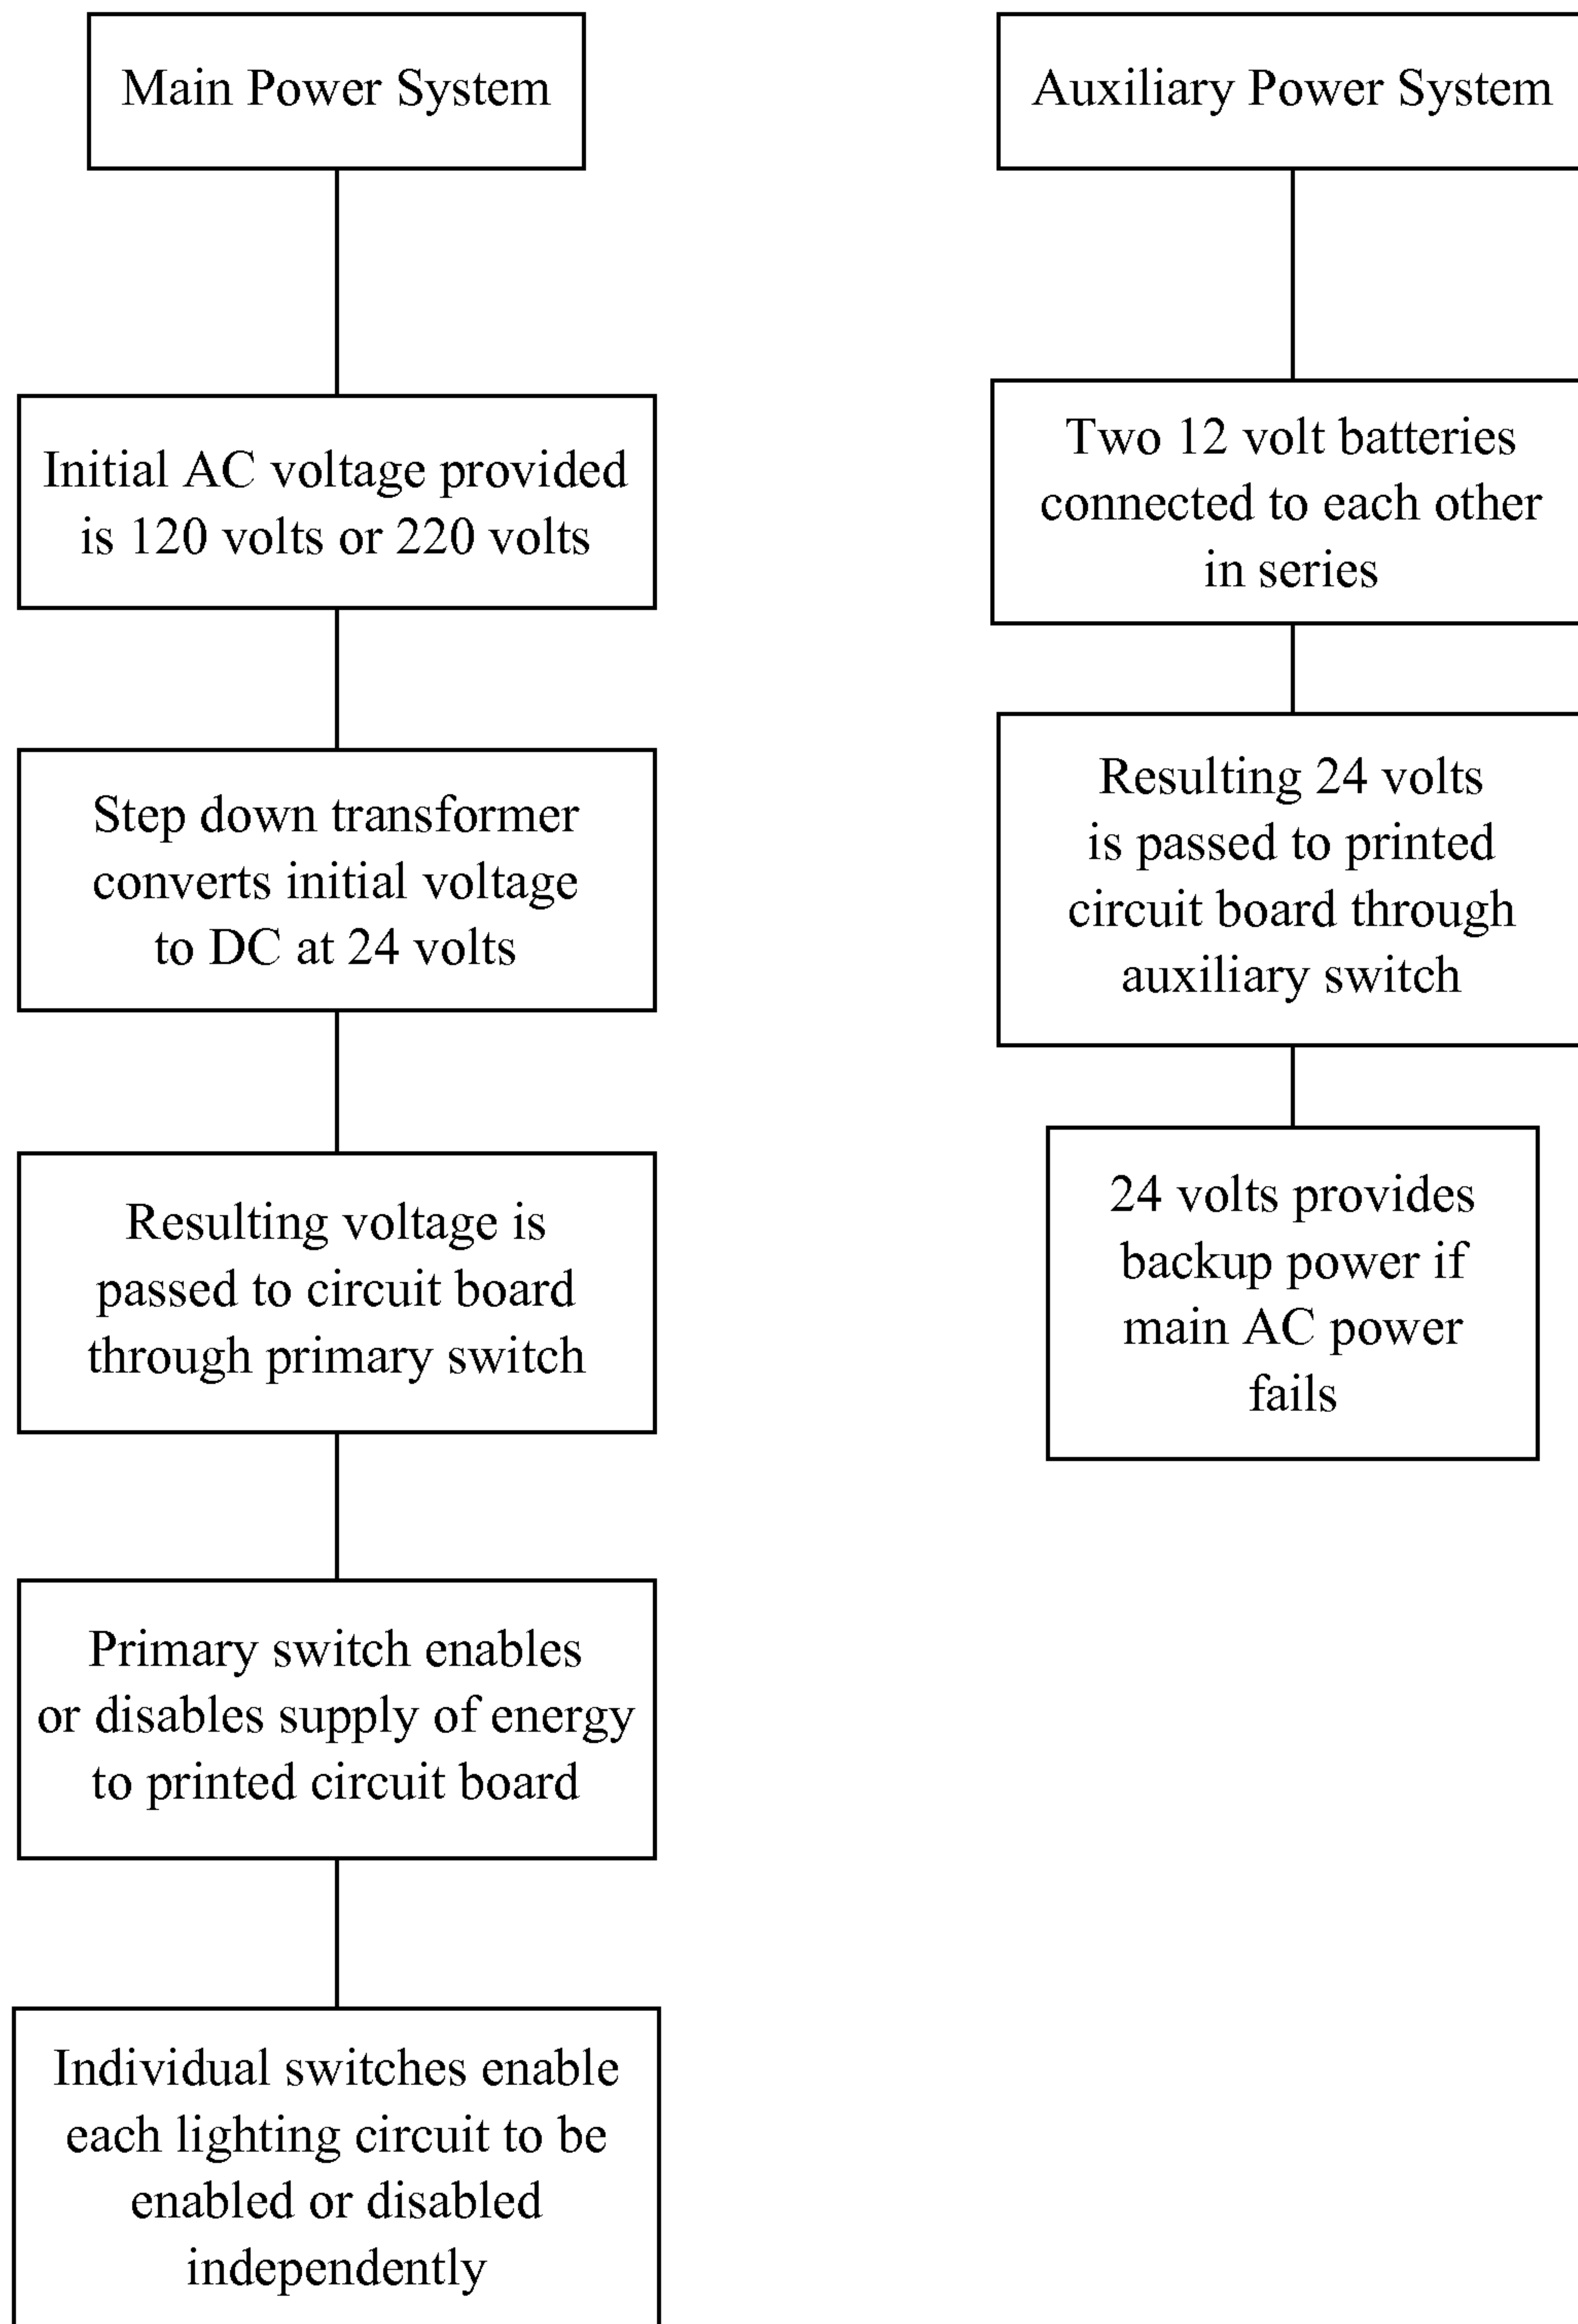 Main Power System
Initial AC voltage provided
is 120 volts or 220 volts
Step down transformer
converts initial voltage
to DC at 24 volts
Resulting voltage is
passed to circuit board
through primary switch
Primary switch enables
or disables supply of energy
to printed circuit board
Individual switches enable
each lighting circuit to be
enabled or disabled
independently
Auxiliary Power System
Two 12 volt batteries
connected to each other
in series
Resulting 24 volts
is passed to printed
circuit board through
auxiliary switch
24 volts provides
backup power if
main AC power
fails